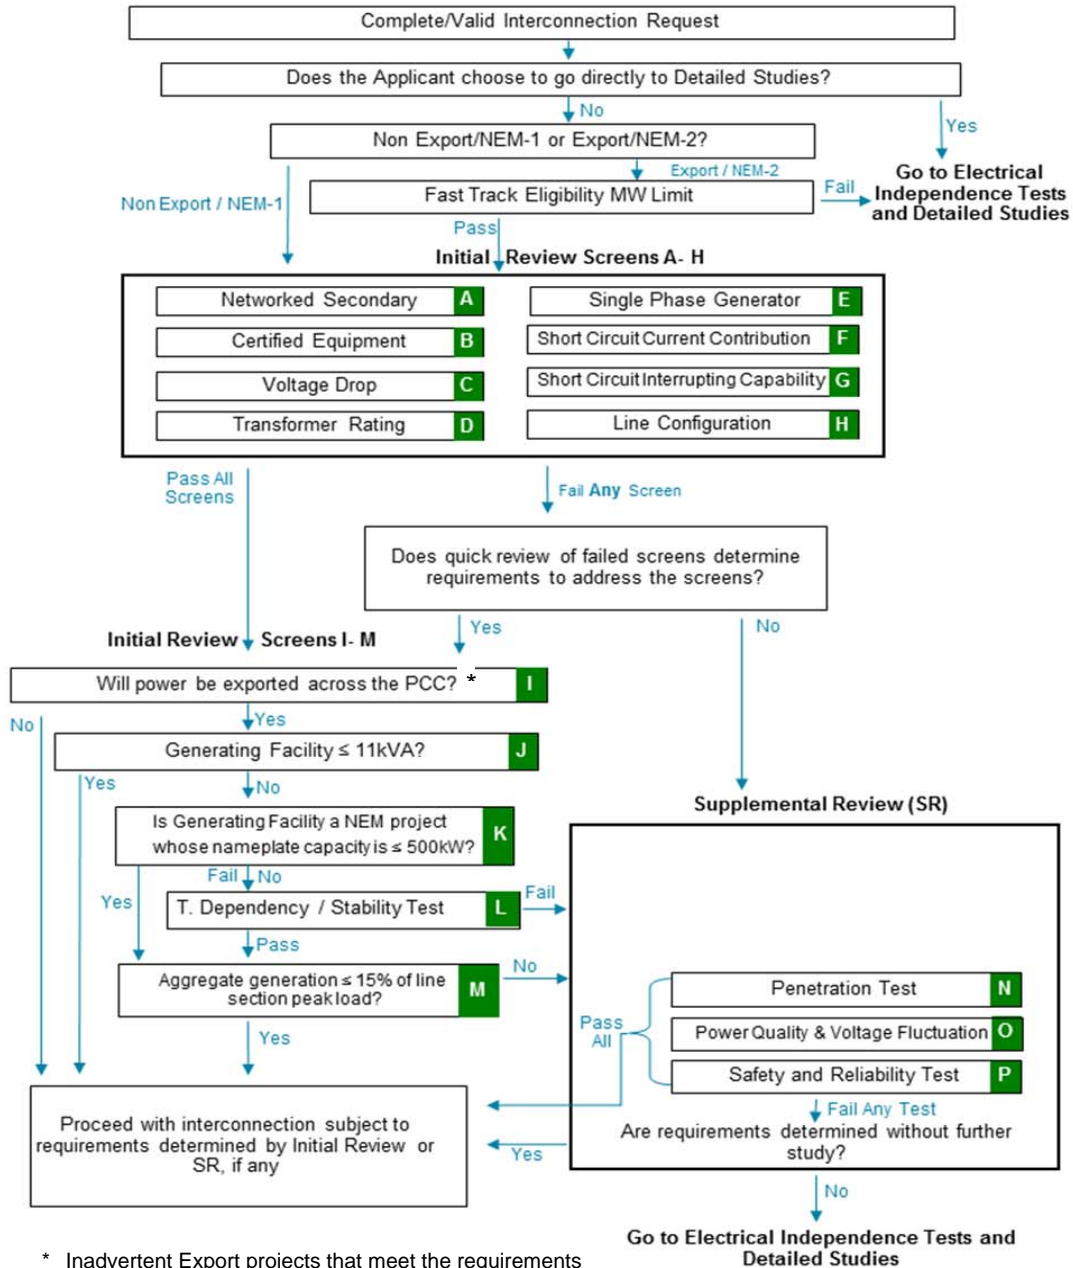 Complete/Valid Interconnection Request
Does the Applicant choose to go directly to Detailed Studies?
No
Yes
Non Export/NEM-1 or Export/NEM-2?
Export / NEM-2
Non Export / NEM-1
Fast Track Eligibility MW Limit
Fail
Go to Electrical
Independence Tests
and Detailed Studies
Pass
Initial Review Screens A- H
Networked Secondary A
Certified Equipment B
Voltage Drop C
Transformer Rating D
Single Phase Generator E
Short Circuit Current Contribution F
Short Circuit Interrupting Capability G
Line Configuration H
Pass All
Screens
Fail Any Screen
Does quick review of failed screens determine
requirements to address the screens?
Yes
No
Initial Review Screens I- M
Will power be exported across the PCC? * I
No
Yes
Generating Facility ≤ 11kVA? J
Yes
No
Is Generating Facility a NEM project
whose nameplate capacity is ≤ 500kW?
K
Fail No
Yes
T. Dependency / Stability Test L
Fail
Pass
Aggregate generation ≤ 15% of line
section peak load?
M
No
Yes
Supplemental Review (SR)
Penetration Test N
Power Quality & Voltage Fluctuation O
Safety and Reliability Test P
Pass
All
Fail Any Test
Are requirements determined without further
study?
Yes
No
Proceed with interconnection subject to
requirements determined by Initial Review or
SR, if any
Go to Electrical Independence Tests and
Detailed Studies
* Inadvertent Export projects that meet the requirements